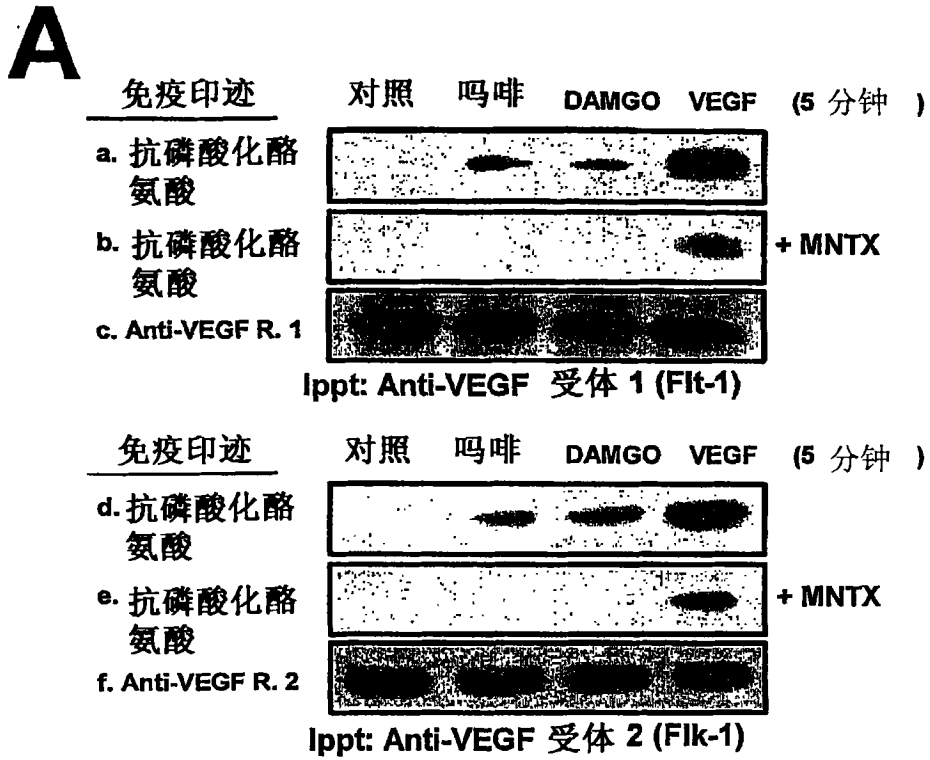 A
免疫印迹 对照 吗啡 DAMGO VEGF (5 分钟 )
a. 抗磷酸化酪
氨酸
b. 抗磷酸化酪
氨酸
+ MNTX
c. Anti-VEGF R. 1
Ippt: Anti-VEGF 受体 1 (Flt-1)
免疫印迹 对照 吗啡 DAMGO VEGF (5 分钟 )
d. 抗磷酸化酪
氨酸
e. 抗磷酸化酪
氨酸
+ MNTX
f. Anti-VEGF R. 2
Ippt: Anti-VEGF 受体 2 (Flk-1)